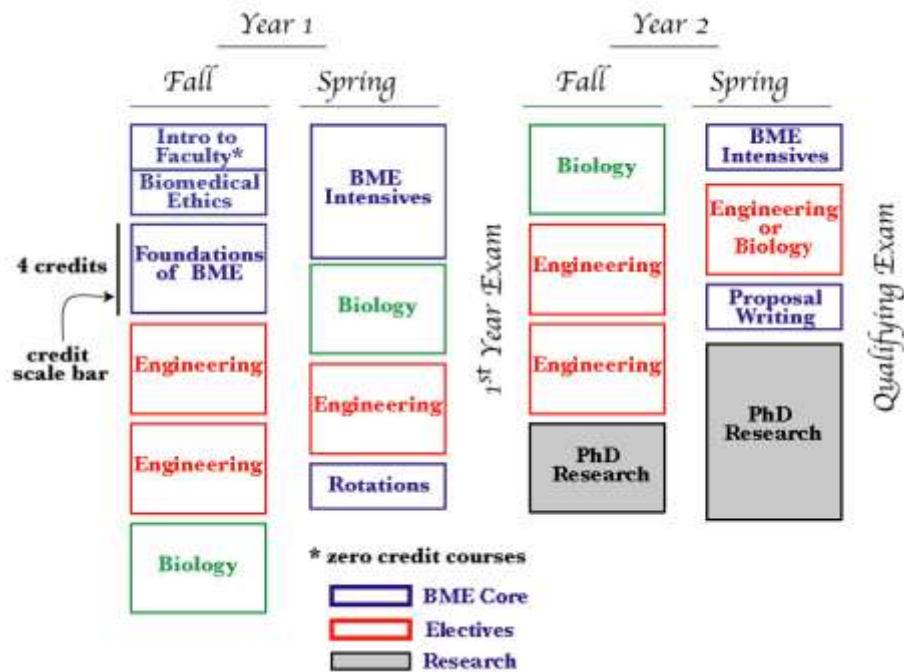 Year 1
Year 2
Fall
Spring
Fall
Spring
Intro to
Faculty*
Biomedical
Ethics
Foundations
of BME
Engineering
Engineering
Biology
4 credits
credit
scale bar
BME
Intensives
Biology
Engineering
Rotations
1st Year Exam
Biology
Engineering
Engineering
PhD
Research
BME
Intensives
Engineering
or
Biology
Proposal
Writing
PhD
Research
Qualifying Exam
* zero credit courses
BME Core
Electives
Research